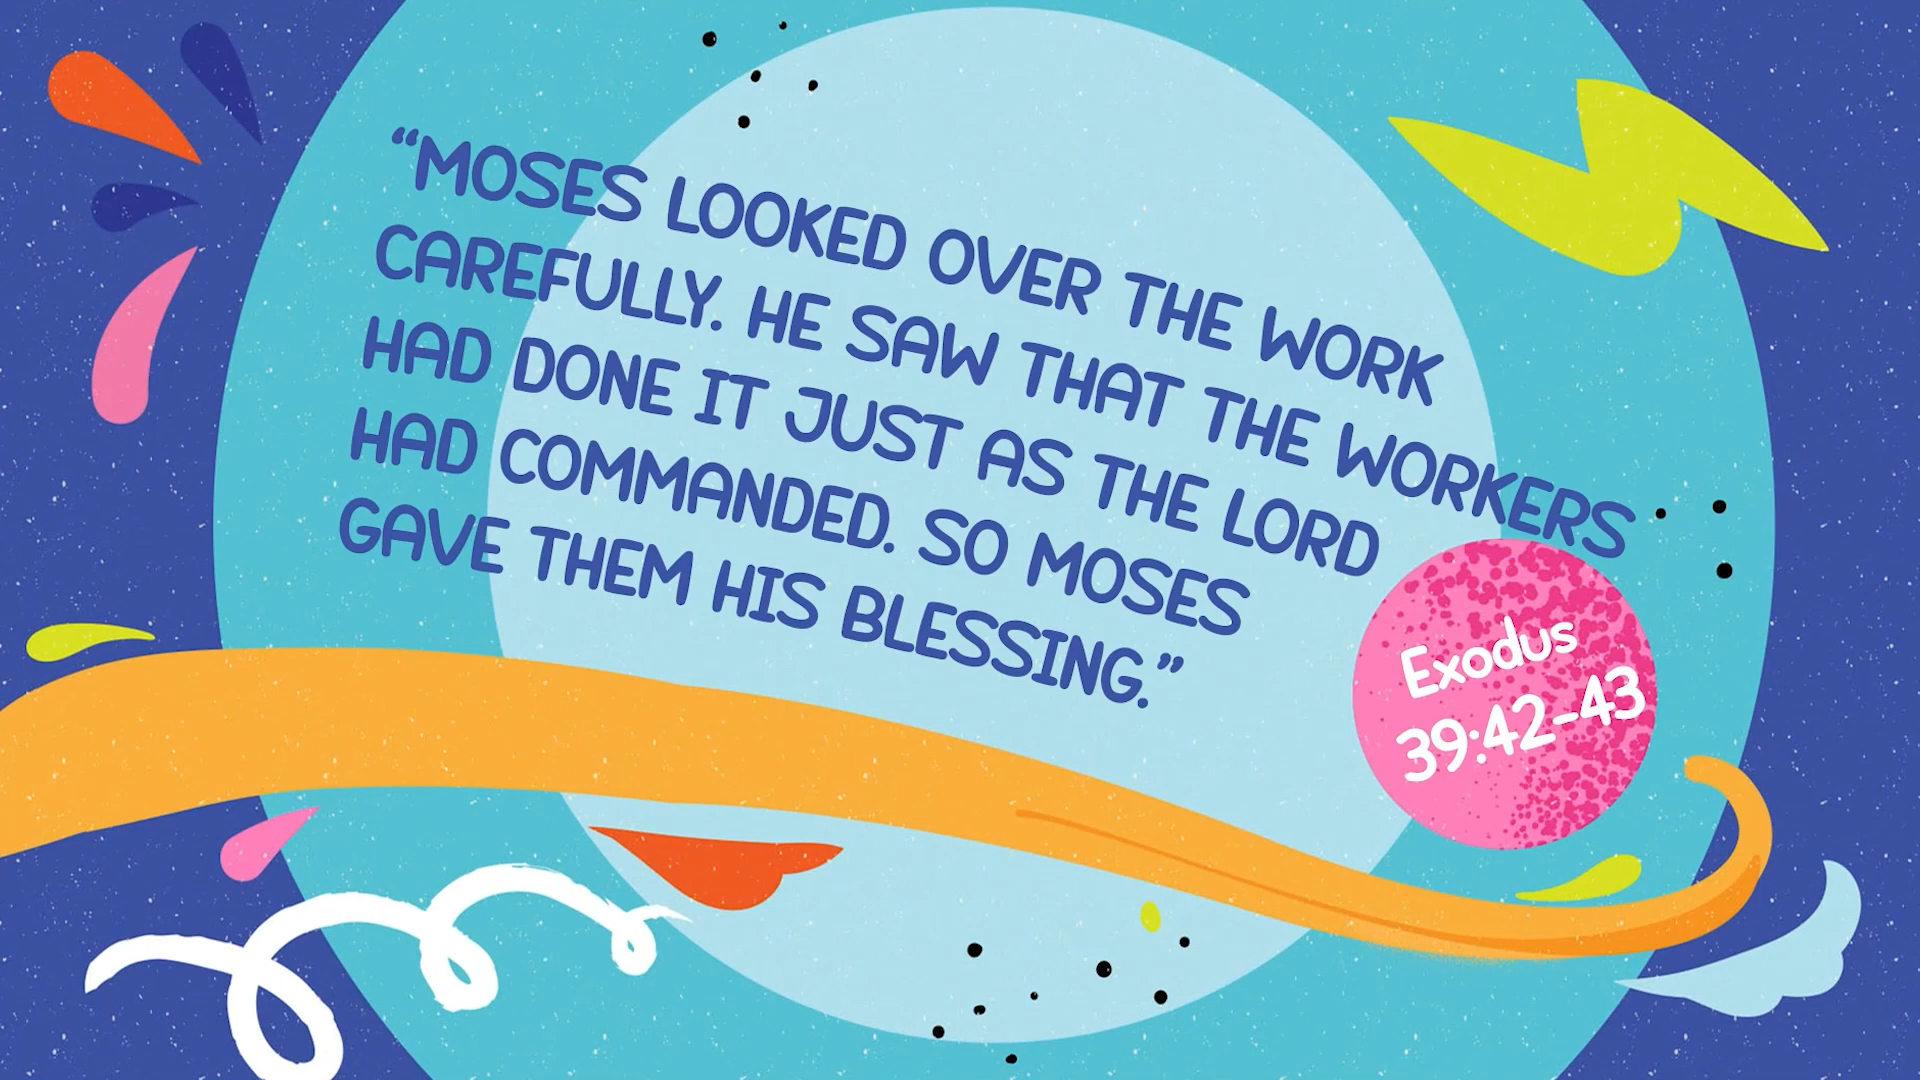 “MOSES LOOKED OVER THE WORK
CAREFULLY. HE SAW THAT THE WORKERS
HAD DONE IT JUST AS THE LORD
HAD COMMANDED. SO MOSES
GAVE THEM HIS BLESSING.”
Exodus
39:42-43